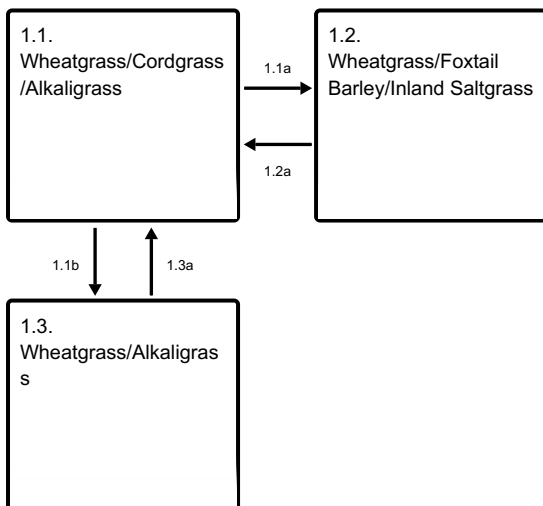 1.1.
Wheatgrass/Cordgrass
/Alkaligrass
1.1a
1.2.
Wheatgrass/Foxtail
Barley/Inland Saltgrass
1.2a
1.1b
1.3a
1.3.
Wheatgrass/Alkaligras
s